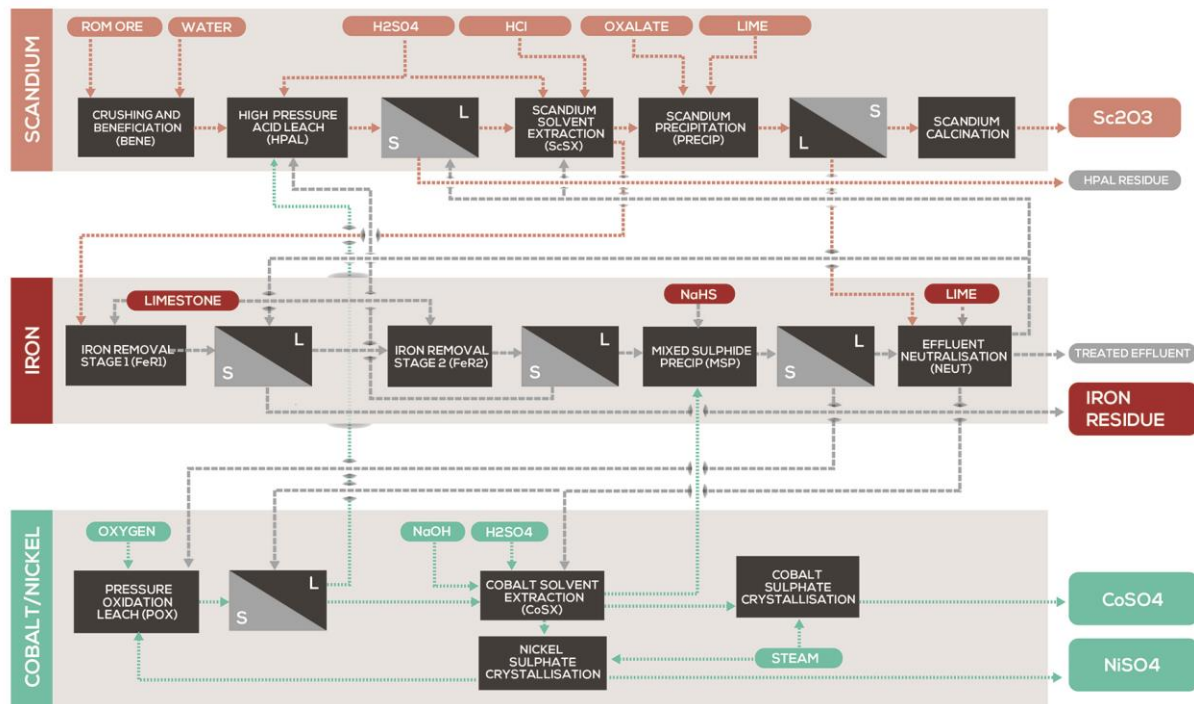 SCANDIUM
ROM ORE
WATER
H2SO4
HCl
OXALATE
LIME
CRUSHING AND
BENEFICIATION
(BENE)
HIGH PRESSURE
ACID LEACH
(HPAL)
L
S
SCANDIUM
SOLVENT
EXTRACTION
(ScSX)
SCANDIUM
PRECIPITATION
(PRECIP)
S
L
SCANDIUM
CALCINATION
Sc2O3
HPAL RESIDUE
IRON
LIMESTONE
NaHS
LIME
IRON REMOVAL
STAGE 1 (FeR1)
L
S
IRON REMOVAL
STAGE 2 (FeR2)
L
S
MIXED SULPHIDE
PRECIP (MSP)
L
S
EFFLUENT
NEUTRALISATION
(NEUT)
TREATED EFFLUENT
IRON
RESIDUE
COBALT/NICKEL
OXYGEN
NaOH
H2SO4
PRESSURE
OXIDATION
LEACH (POX)
L
S
COBALT SOLVENT
EXTRACTION
(CoSX)
COBALT
SULPHATE
CRYSTALLISATION
NICKEL
SULPHATE
CRYSTALLISATION
STEAM
CoSO4
NiSO4